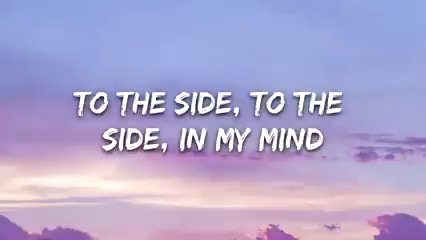 TO THE SIDE, TO THE
SIDE, IN MY MIND